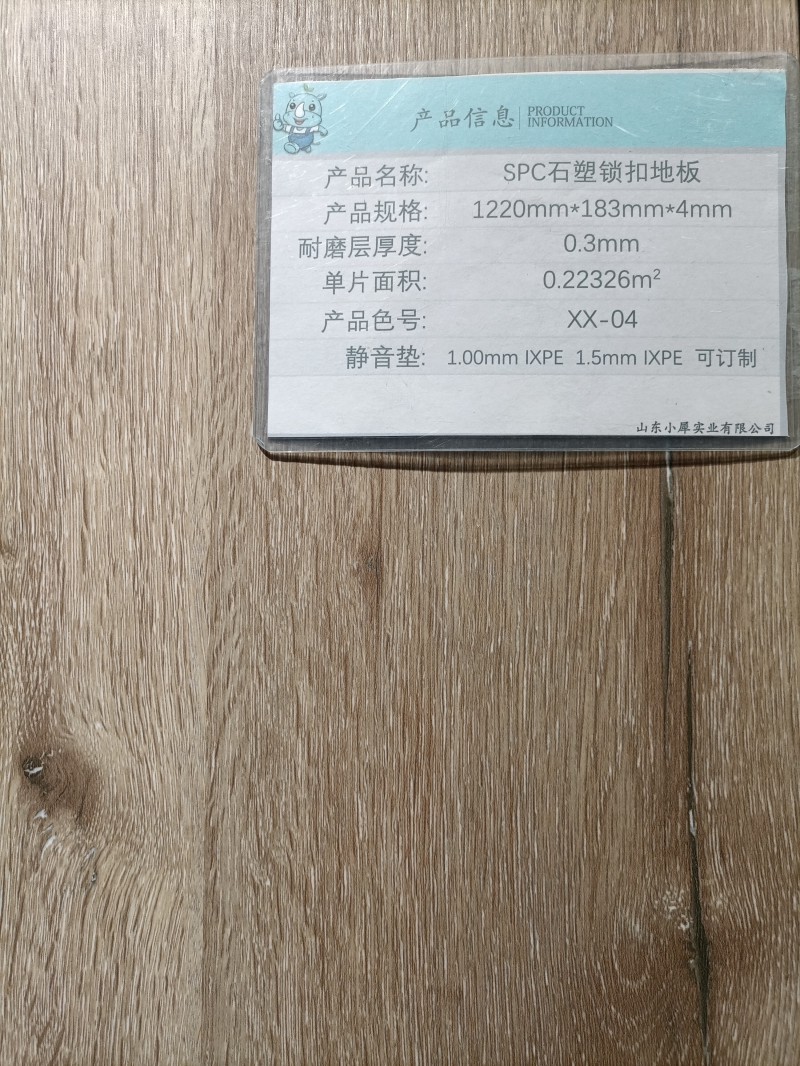 产品信息 PRODUCT INFORMATION
产品名称: SPC石塑锁扣地板
产品规格: 1220mm*183mm*4mm
耐磨层厚度: 0.3mm
单片面积: 0.22326m²
产品色号: XX-04
静音垫: 1.00mm IXPE 1.5mm IXPE 可订制
山东小犀实业有限公司